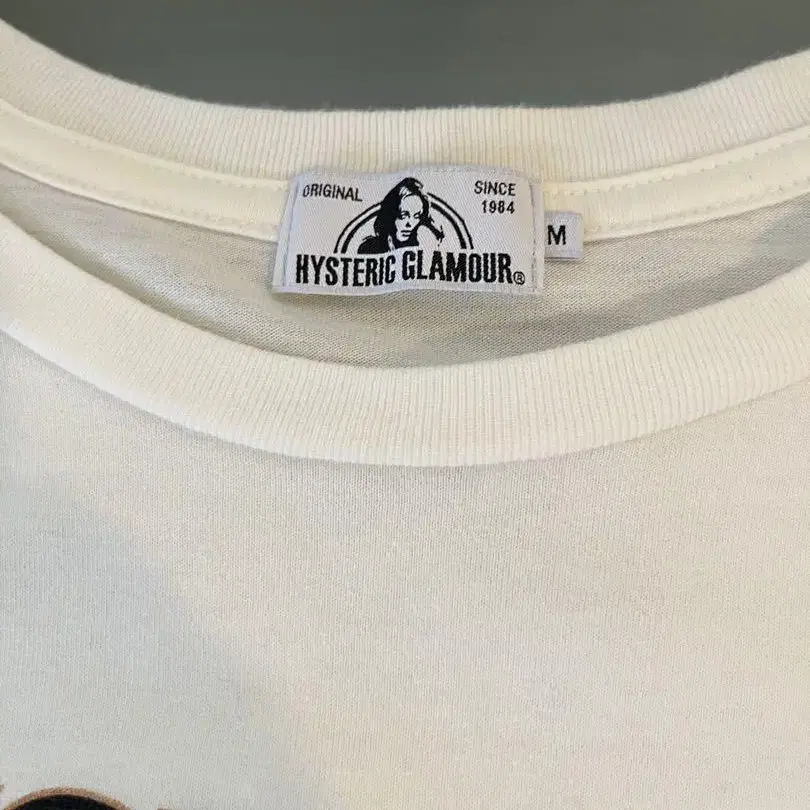 ORIGINAL SINCE
1984
HYSTERIC GLAMOUR®
M